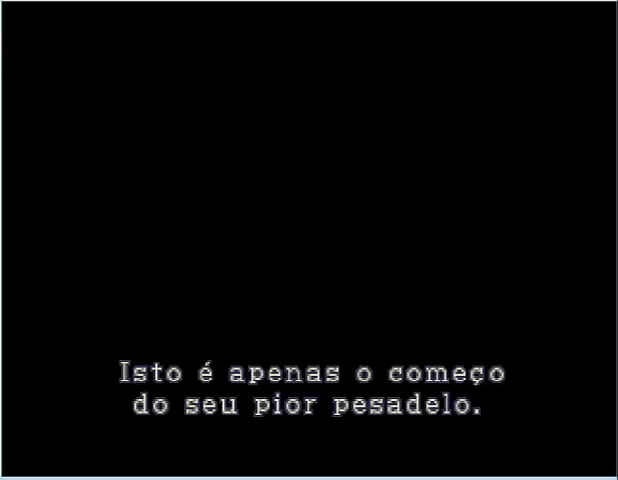 Isto é apenas o começo
do seu pior pesadelo.